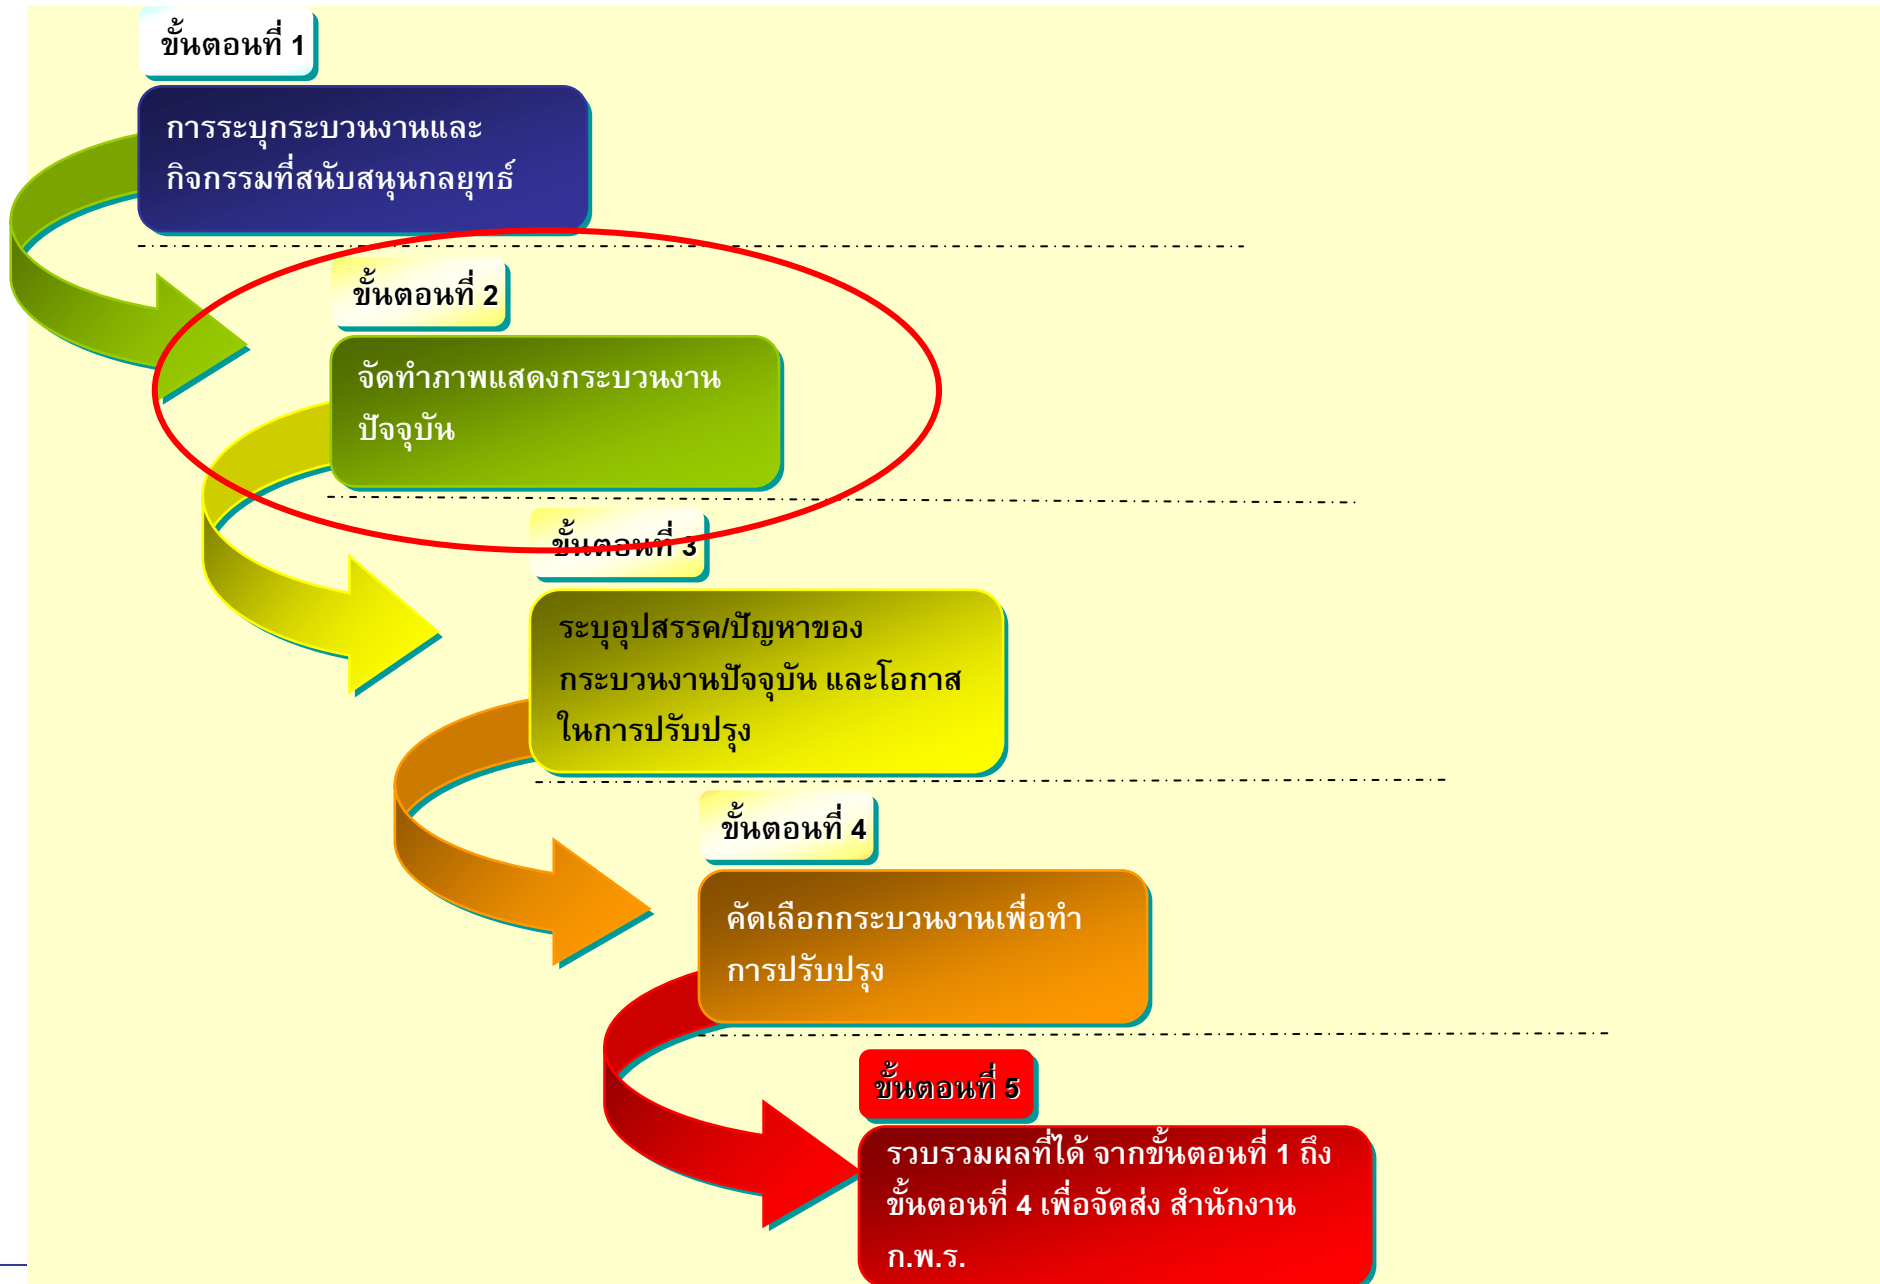 ขั้นตอนที่ 1
การระบุกระบวนงานและ
กิจกรรมที่สนับสนุนกลยุทธ์
ขั้นตอนที่ 2
จัดทำภาพแสดงกระบวนงาน
ปัจจุบัน
ขั้นตอนที่ 3
ระบุอุปสรรค/ปัญหาของ
กระบวนงานปัจจุบัน และโอกาส
ในการปรับปรุง
ขั้นตอนที่ 4
คัดเลือกกระบวนงานเพื่อทำ
การปรับปรุง
ขั้นตอนที่ 5
รวบรวมผลที่ได้ จากขั้นตอนที่ 1 ถึง
ขั้นตอนที่ 4 เพื่อจัดส่ง สำนักงาน
ก.พ.ร.